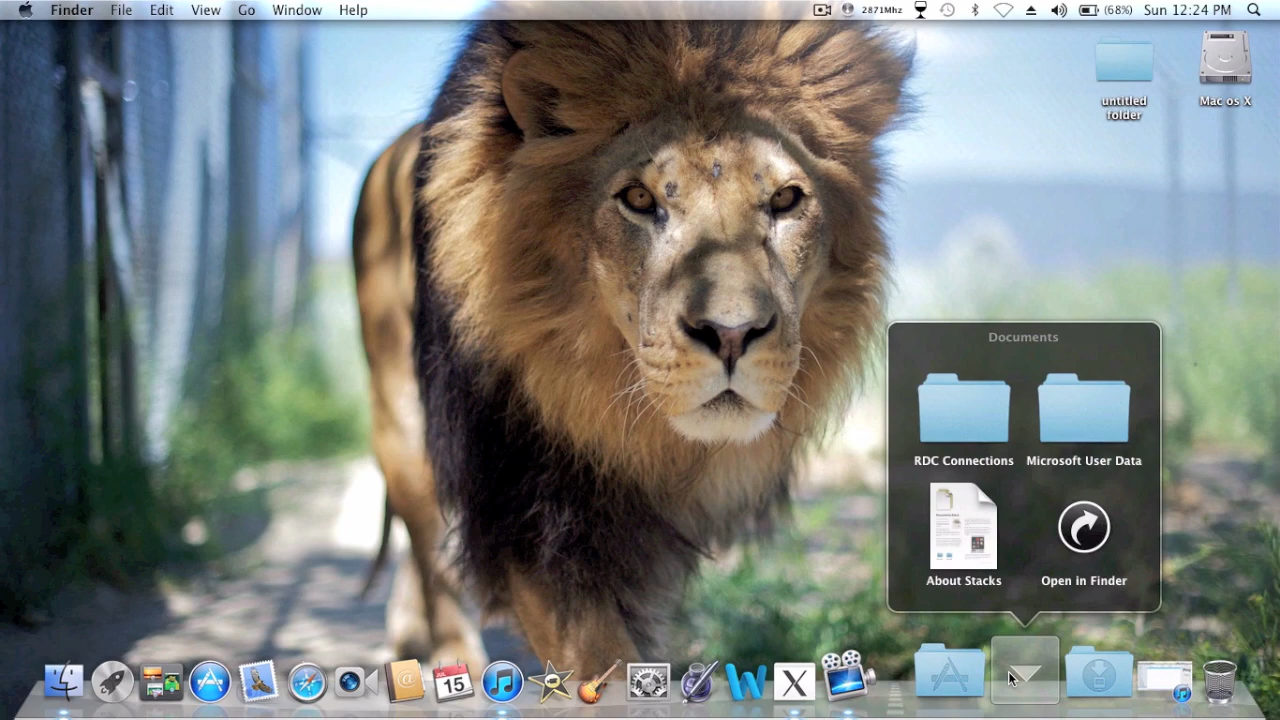 Finder File Edit View Go Window Help 2871Mhz (68%) Sun 12:24 PM
untitled
folder
Mac os X
Documents
RDC Connections Microsoft User Data
About Stacks Open in Finder
15